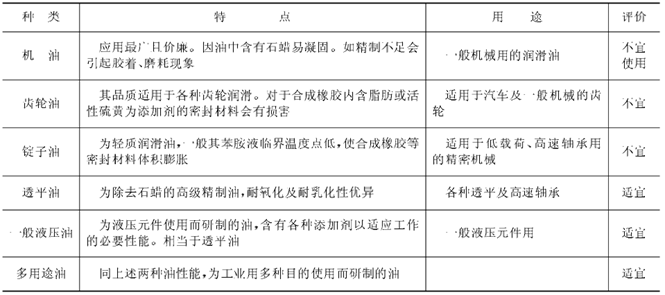 种 类 特 点 用 途 评价
机 油 应用最广且价廉。因油中含有石蜡易凝固。如精制不足会 一般机械用的润滑油 不宜
引起胶着、磨耗现象 使用
齿轮油 其品质适用于各种齿轮润滑。对于合成橡胶内含脂肪或活 适用于汽车及一般机械的齿 不宜
性硫黄为添加剂的密封材料会有损害 轮
锭子油 为轻质润滑油,一般其苯胺液临界温度点低,使合成橡胶等 适用于低载荷、高速轴承用 不宜
密封材料体积膨胀 的精密机械
透平油 为除去石蜡的高级精制油,耐氧化及耐乳化性优异 各种透平及高速轴承 适宜
一般液压油 为液压元件使用而研制的油,含有各种添加剂以适应工作 一般液压元件用 适宜
的必要性能。相当于透平油
多用途油 同上述两种油性能,为工业用多种目的使用而研制的油 适宜